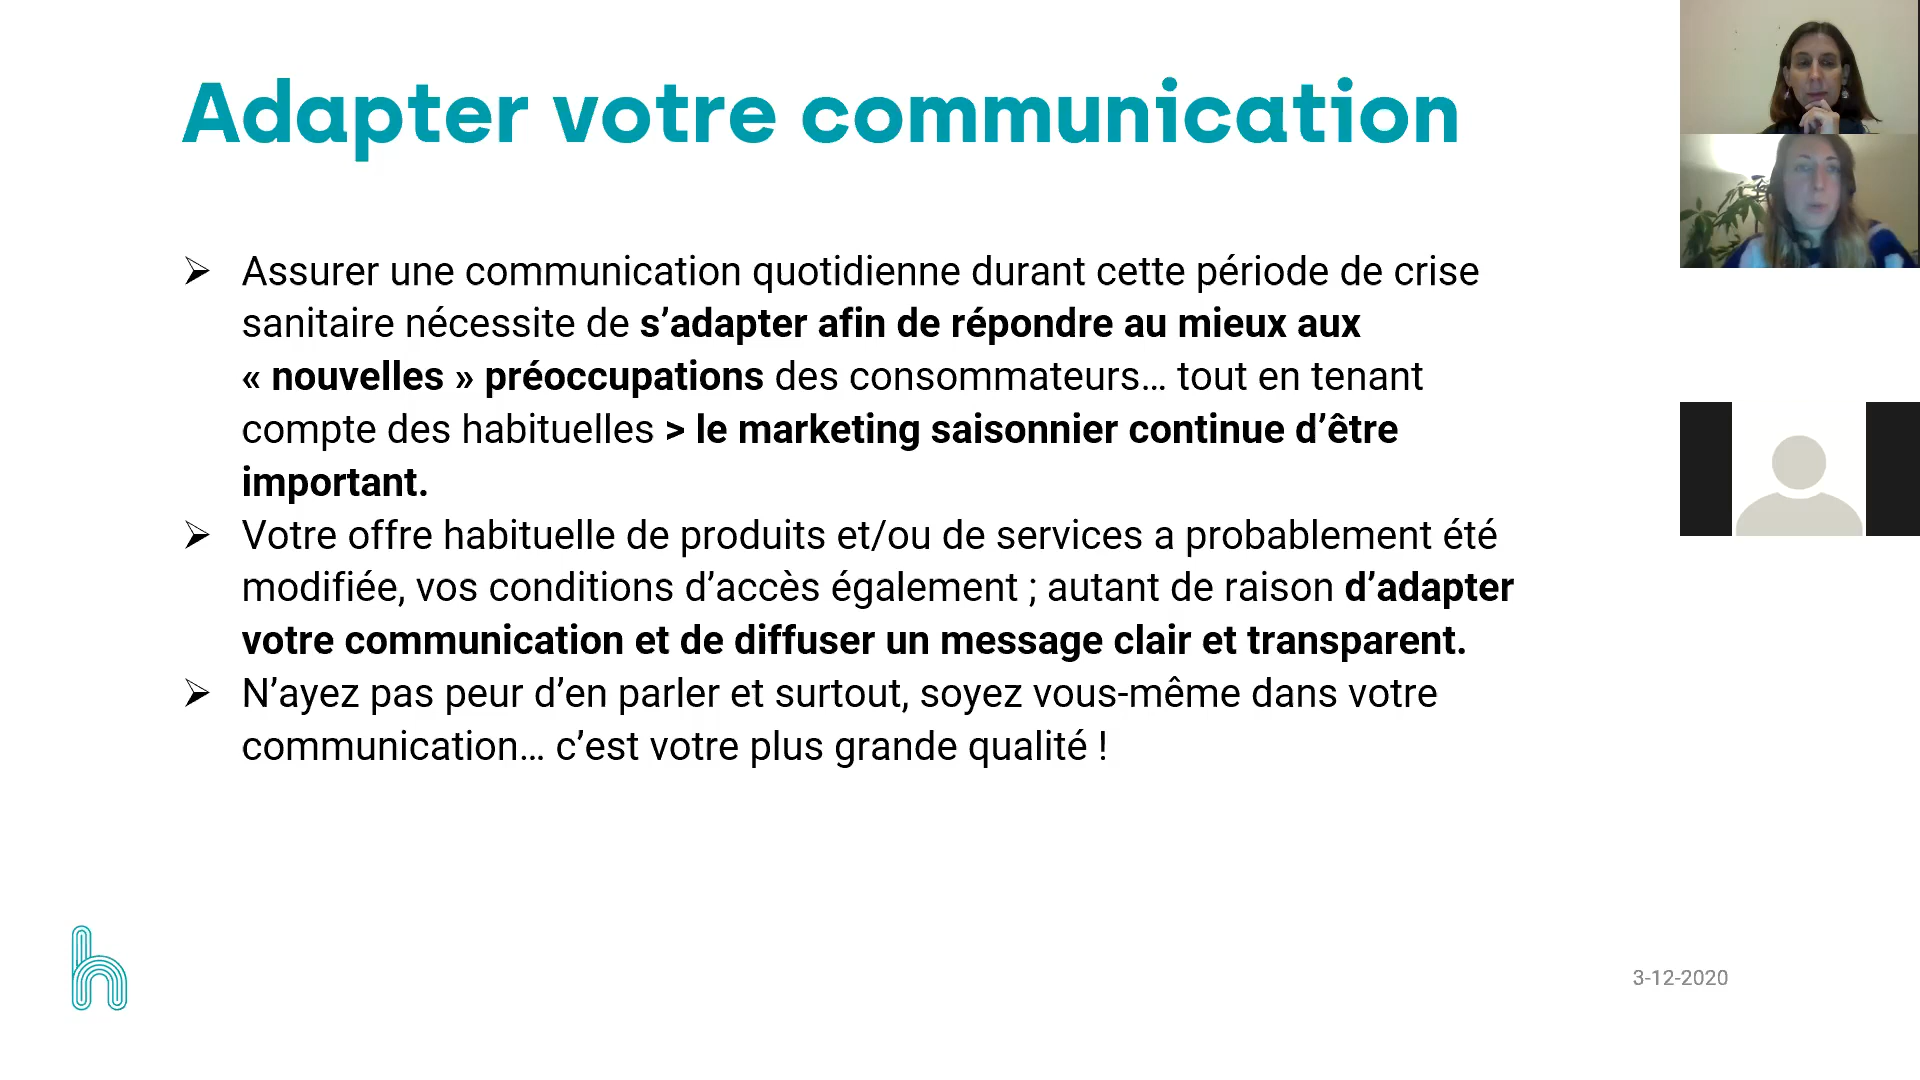 Adapter votre communication
➢ Assurer une communication quotidienne durant cette période de crise
sanitaire nécessite de s’adapter afin de répondre au mieux aux
« nouvelles » préoccupations des consommateurs… tout en tenant
compte des habituelles > le marketing saisonnier continue d’être
important.
➢ Votre offre habituelle de produits et/ou de services a probablement été
modifiée, vos conditions d’accès également ; autant de raison d’adapter
votre communication et de diffuser un message clair et transparent.
➢ N’ayez pas peur d’en parler et surtout, soyez vous-même dans votre
communication… c’est votre plus grande qualité !
h
3-12-2020